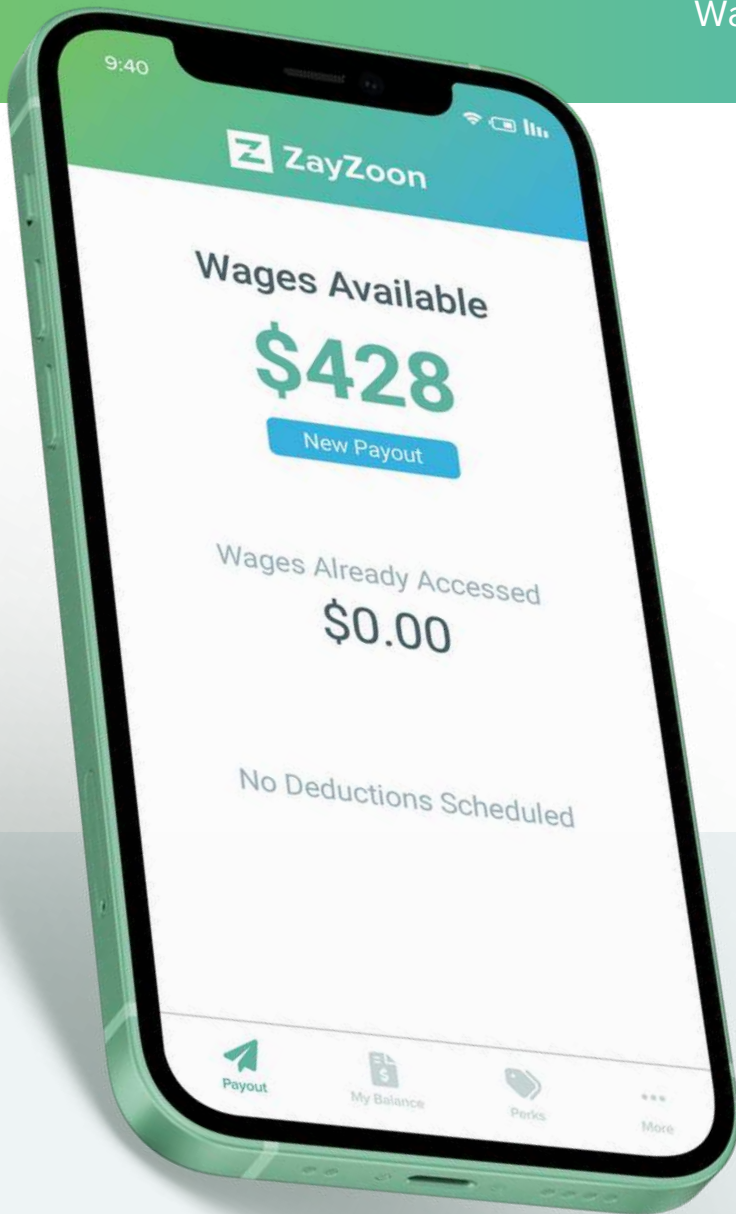 Wa
9:40
ZayZoon
Wages Available
$428
New Payout
Wages Already Accessed
$0.00
No Deductions Scheduled
Payout
My Balance
Perks
More